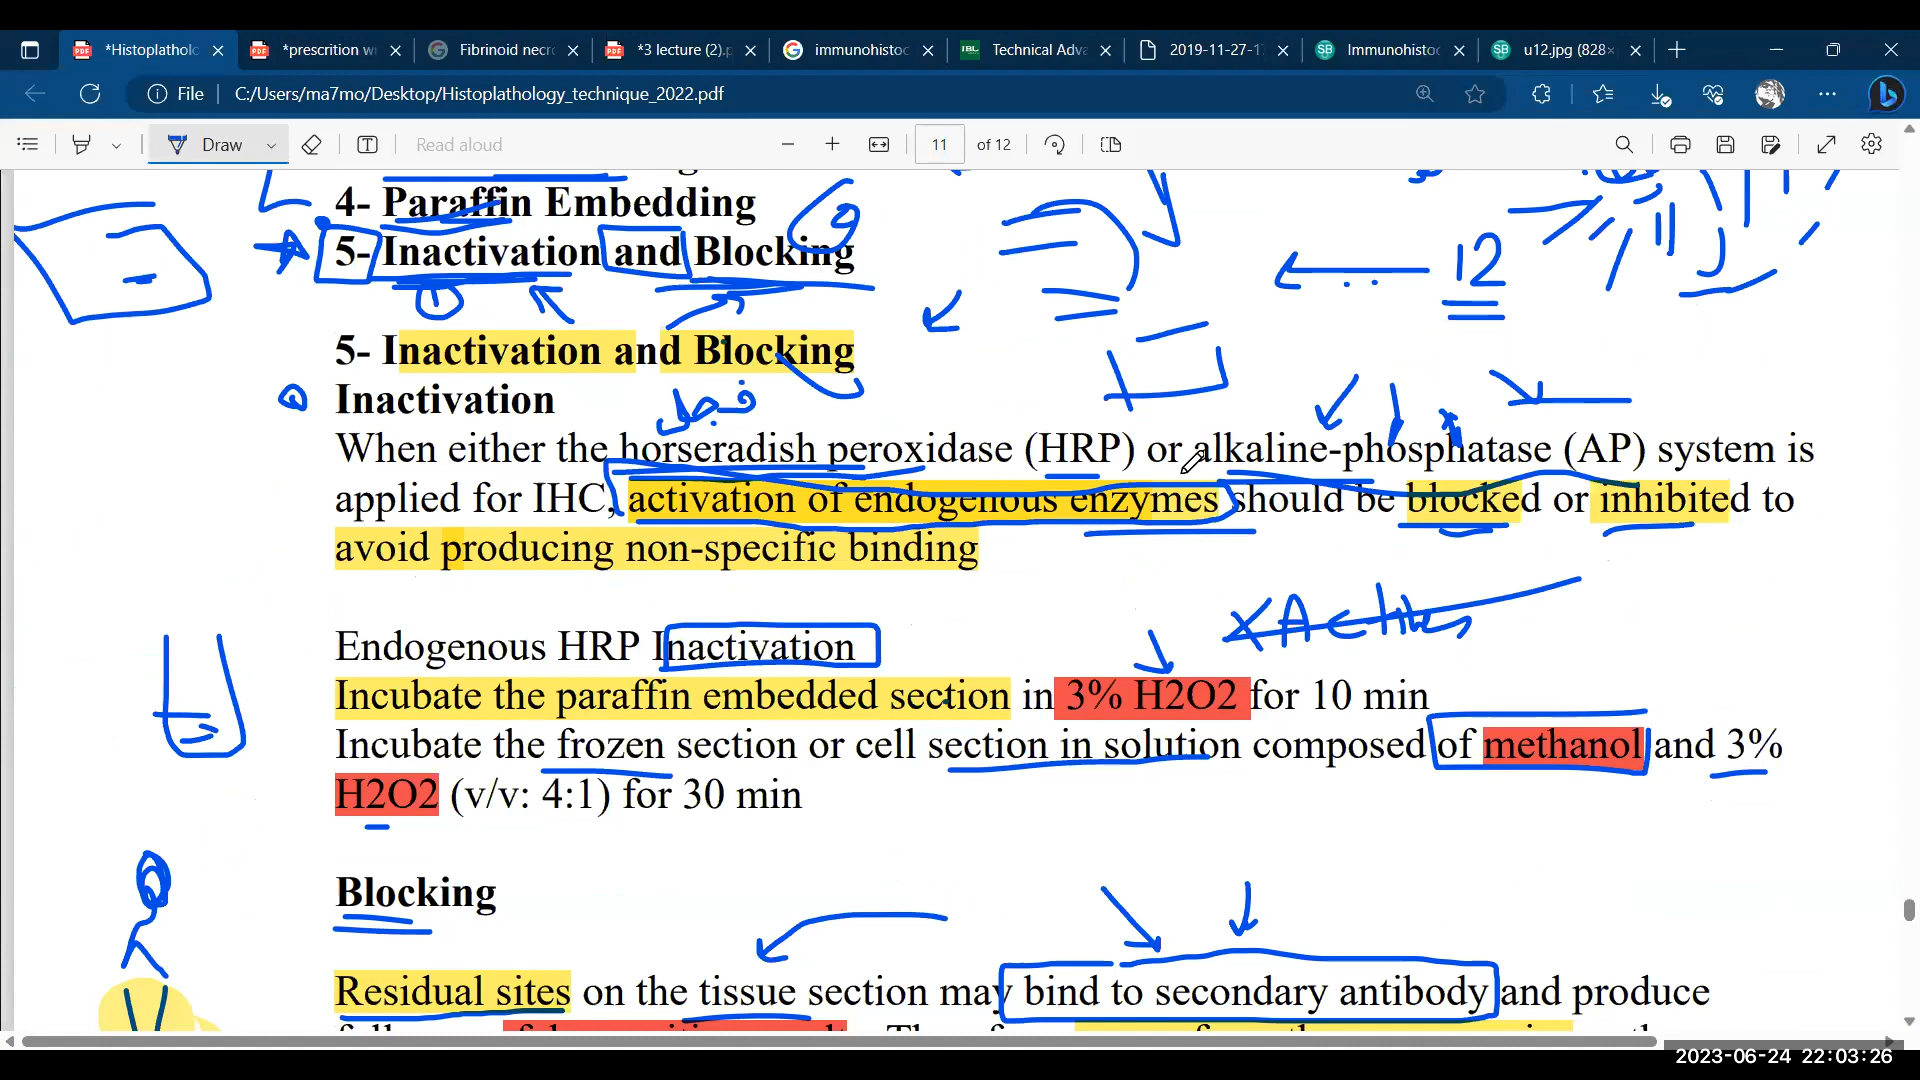 *Histoplatholo
*prescrition w
Fibrinoid necr
*3 lecture (2).p
immunohistoc
Technical Adva
2019-11-27-1
Immunohistoc
u12.jpg (828×
File C:/Users/ma7mo/Desktop/Histoplathology_technique_2022.pdf
Draw Read aloud 11 of 12
4- Paraffin Embedding
5- Inactivation and Blocking
12
5- Inactivation and Blocking
Inactivation
When either the horseradish peroxidase (HRP) or alkaline-phosphatase (AP) system is
applied for IHC, activation of endogenous enzymes should be blocked or inhibited to
avoid producing non-specific binding
Endogenous HRP Inactivation
Incubate the paraffin embedded section in 3% H2O2 for 10 min
Incubate the frozen section or cell section in solution composed of methanol and 3%
H2O2 (v/v: 4:1) for 30 min
Blocking
Residual sites on the tissue section may bind to secondary antibody and produce
2023-06-24 22:03:26